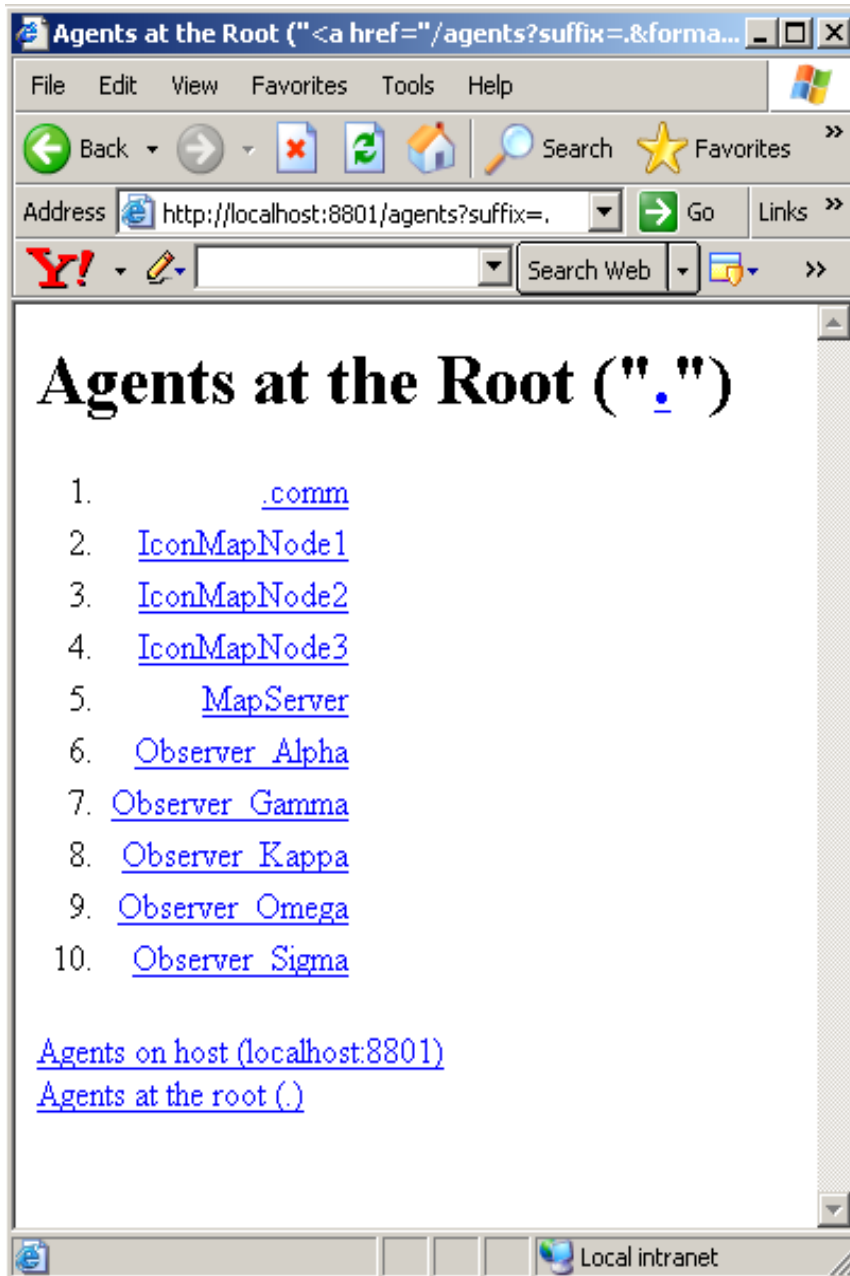 Agents at the Root ("<a href="/agents?suffix=.&forma...
File Edit View Favorites Tools Help
Back Search Favorites »
Address http://localhost:8801/agents?suffix=. Go Links »
Y! Search Web »
Agents at the Root (".")
1. .comm
2. IconMapNode1
3. IconMapNode2
4. IconMapNode3
5. MapServer
6. Observer_Alpha
7. Observer_Gamma
8. Observer_Kappa
9. Observer_Omega
10. Observer_Sigma
Agents on host (localhost:8801)
Agents at the root (.)
Local intranet